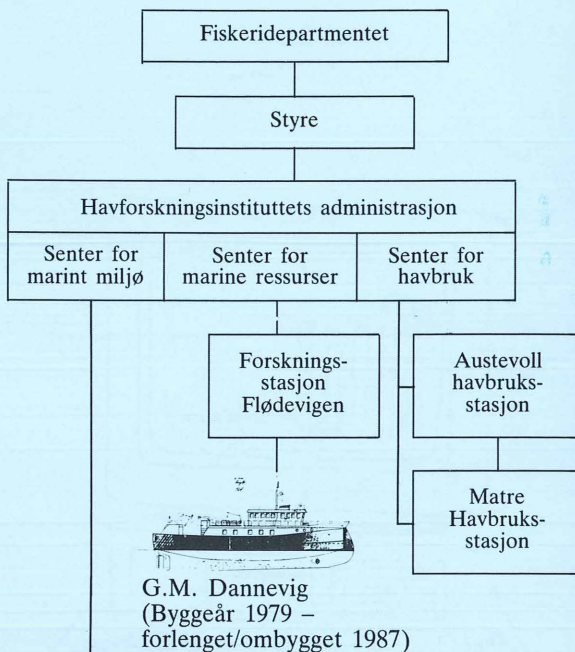 Fiskeridepartmentet
Styre
Havforskningsinstituttets administrasjon
Senter for
marint miljø
Senter for
marine ressurser
Senter for
havbruk
Forsknings-
stasjon
Flødevigen
Austevoll
havbruks-
stasjon
Matre
Havbruks-
stasjon
G.M. Dannevig
(Byggeår 1979 –
forlenget/ombygget 1987)